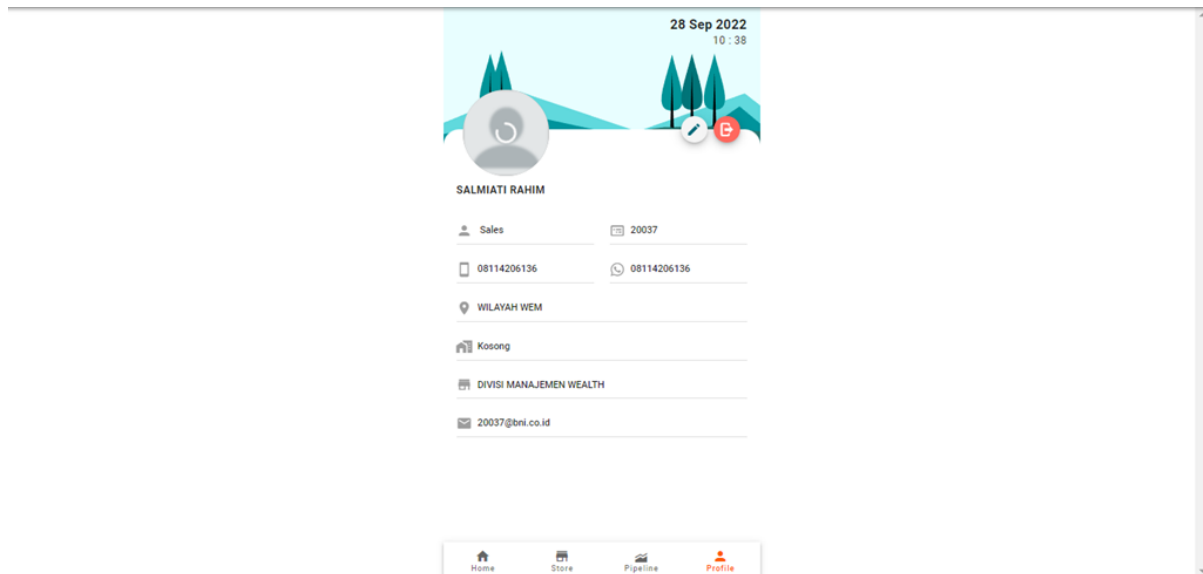 28 Sep 2022
10 : 38
SALMIATI RAHIM
Sales 20037
08114206136 08114206136
WILAYAH WEM
Kosong
DIVISI MANAJEMEN WEALTH
20037@bni.co.id
Home Store Pipeline Profile